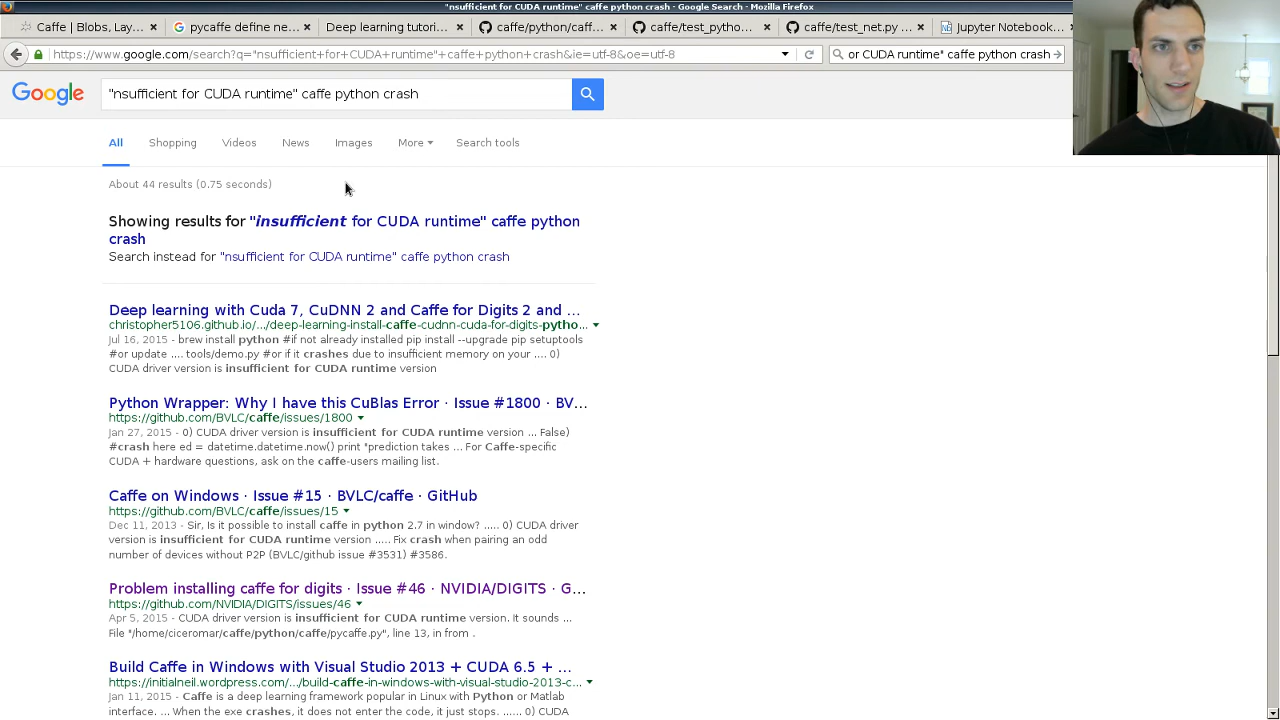 "nsufficient for CUDA runtime" caffe python crash - Google Search - Mozilla Firefox
Caffe | Blobs, Lay... × pycaffe define ne... × Deep learning tutori... × caffe/python/caff... × caffe/test_pytho... × caffe/test_net.py ... × Jupyter Notebook...
https://www.google.com/search?q="nsufficient+for+CUDA+runtime"+caffe+python+crash&ie=utf-8&oe=utf-8
or CUDA runtime" caffe python crash
Google
"nsufficient for CUDA runtime" caffe python crash
All Shopping Videos News Images More Search tools
About 44 results (0.75 seconds)
Showing results for "insufficient for CUDA runtime" caffe python
crash
Search instead for "nsufficient for CUDA runtime" caffe python crash
Deep learning with Cuda 7, CuDNN 2 and Caffe for Digits 2 and ...
christopher5106.github.io/.../deep-learning-install-caffe-cudnn-cuda-for-digits-pytho...
Jul 16, 2015 - brew install python #if not already installed pip install --upgrade pip setuptools
#or update .... tools/demo.py #or if it crashes due to insufficient memory on your .... 0)
CUDA driver version is insufficient for CUDA runtime version
Python Wrapper: Why I have this CuBlas Error · Issue #1800 · BV...
https://github.com/BVLC/caffe/issues/1800
Jan 27, 2015 - 0) CUDA driver version is insufficient for CUDA runtime version ... False)
#crash here ed = datetime.datetime.now() print "prediction takes ... For Caffe-specific
CUDA + hardware questions, ask on the caffe-users mailing list.
Caffe on Windows · Issue #15 · BVLC/caffe · GitHub
https://github.com/BVLC/caffe/issues/15
Dec 11, 2013 - Sir, Is it possible to install caffe in python 2.7 in window? ..... 0) CUDA driver
version is insufficient for CUDA runtime version ..... Fix crash when pairing an odd
number of devices without P2P (BVLC/github issue #3531) #3586.
Problem installing caffe for digits · Issue #46 · NVIDIA/DIGITS · G...
https://github.com/NVIDIA/DIGITS/issues/46
Apr 5, 2015 - CUDA driver version is insufficient for CUDA runtime version. It sounds ...
File "/home/ciceromar/caffe/python/caffe/pycaffe.py", line 13, in from .
Build Caffe in Windows with Visual Studio 2013 + CUDA 6.5 + ...
https://initialneil.wordpress.com/.../build-caffe-in-windows-with-visual-studio-2013-c...
Jan 11, 2015 - Caffe is a deep learning framework popular in Linux with Python or Matlab
interface. ... When the exe crashes, it does not enter the code, it just stops. ...... 0) CUDA